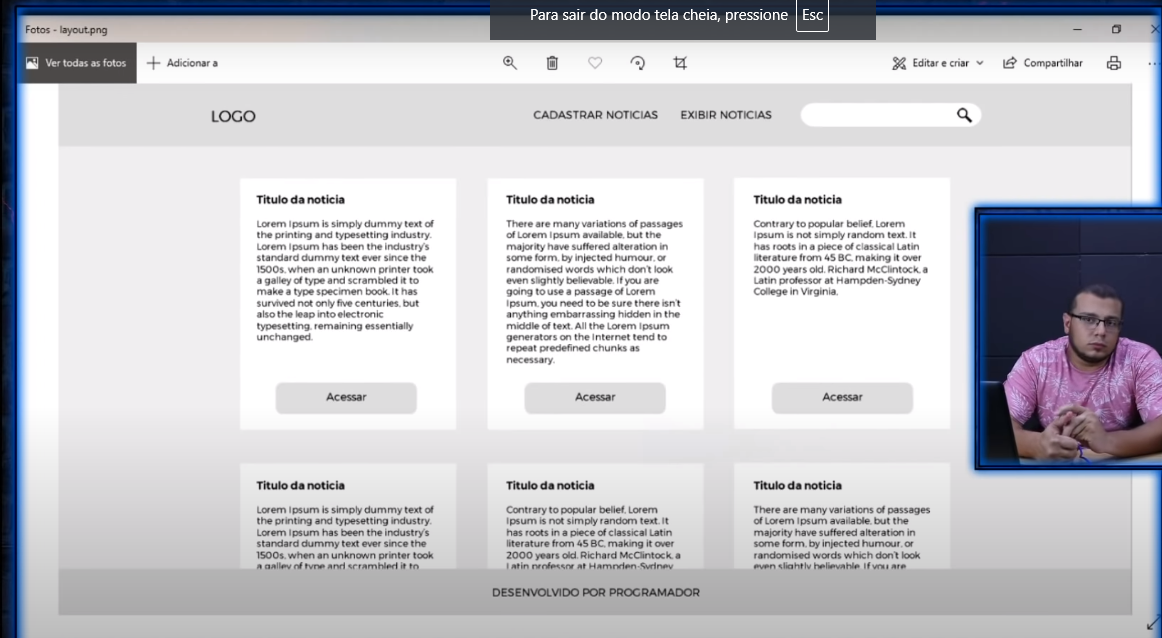 Para sair do modo tela cheia, pressione Esc
Fotos - layout.png
Ver todas as fotos
Adicionar a
Editar e criar
Compartilhar
LOGO
CADASTRAR NOTICIAS
EXIBIR NOTICIAS
Titulo da noticia
Lorem Ipsum is simply dummy text of
the printing and typesetting industry.
Lorem Ipsum has been the industry's
standard dummy text ever since the
1500s, when an unknown printer took
a galley of type and scrambled it to
make a type specimen book. It has
survived not only five centuries, but
also the leap into electronic
typesetting, remaining essentially
unchanged.
Acessar
Titulo da noticia
There are many variations of passages
of Lorem Ipsum available, but the
majority have suffered alteration in
some form, by injected humour, or
randomised words which don't look
even slightly believable. If you are
going to use a passage of Lorem
Ipsum, you need to be sure there isn't
anything embarrassing hidden in the
middle of text. All the Lorem Ipsum
generators on the Internet tend to
repeat predefined chunks as
necessary.
Acessar
Titulo da noticia
Contrary to popular belief, Lorem
Ipsum is not simply random text. It
has roots in a piece of classical Latin
literature from 45 BC, making it over
2000 years old. Richard McClintock, a
Latin professor at Hampden-Sydney
College in Virginia,
Acessar
Titulo da noticia
Lorem Ipsum is simply dummy text of
the printing and typesetting industry.
Lorem Ipsum has been the industry's
standard dummy text ever since the
1500s, when an unknown printer took
a galley of type and scrambled it to
Titulo da noticia
Contrary to popular belief, Lorem
Ipsum is not simply random text. It
has roots in a piece of classical Latin
literature from 45 BC, making it over
2000 years old. Richard McClintock, a
Latin professor at Hampden-Sydney
Titulo da noticia
There are many variations of passages
of Lorem Ipsum available, but the
majority have suffered alteration in
some form, by injected humour, or
randomised words which don't look
even slightly believable. If you are
DESENVOLVIDO POR PROGRAMADOR